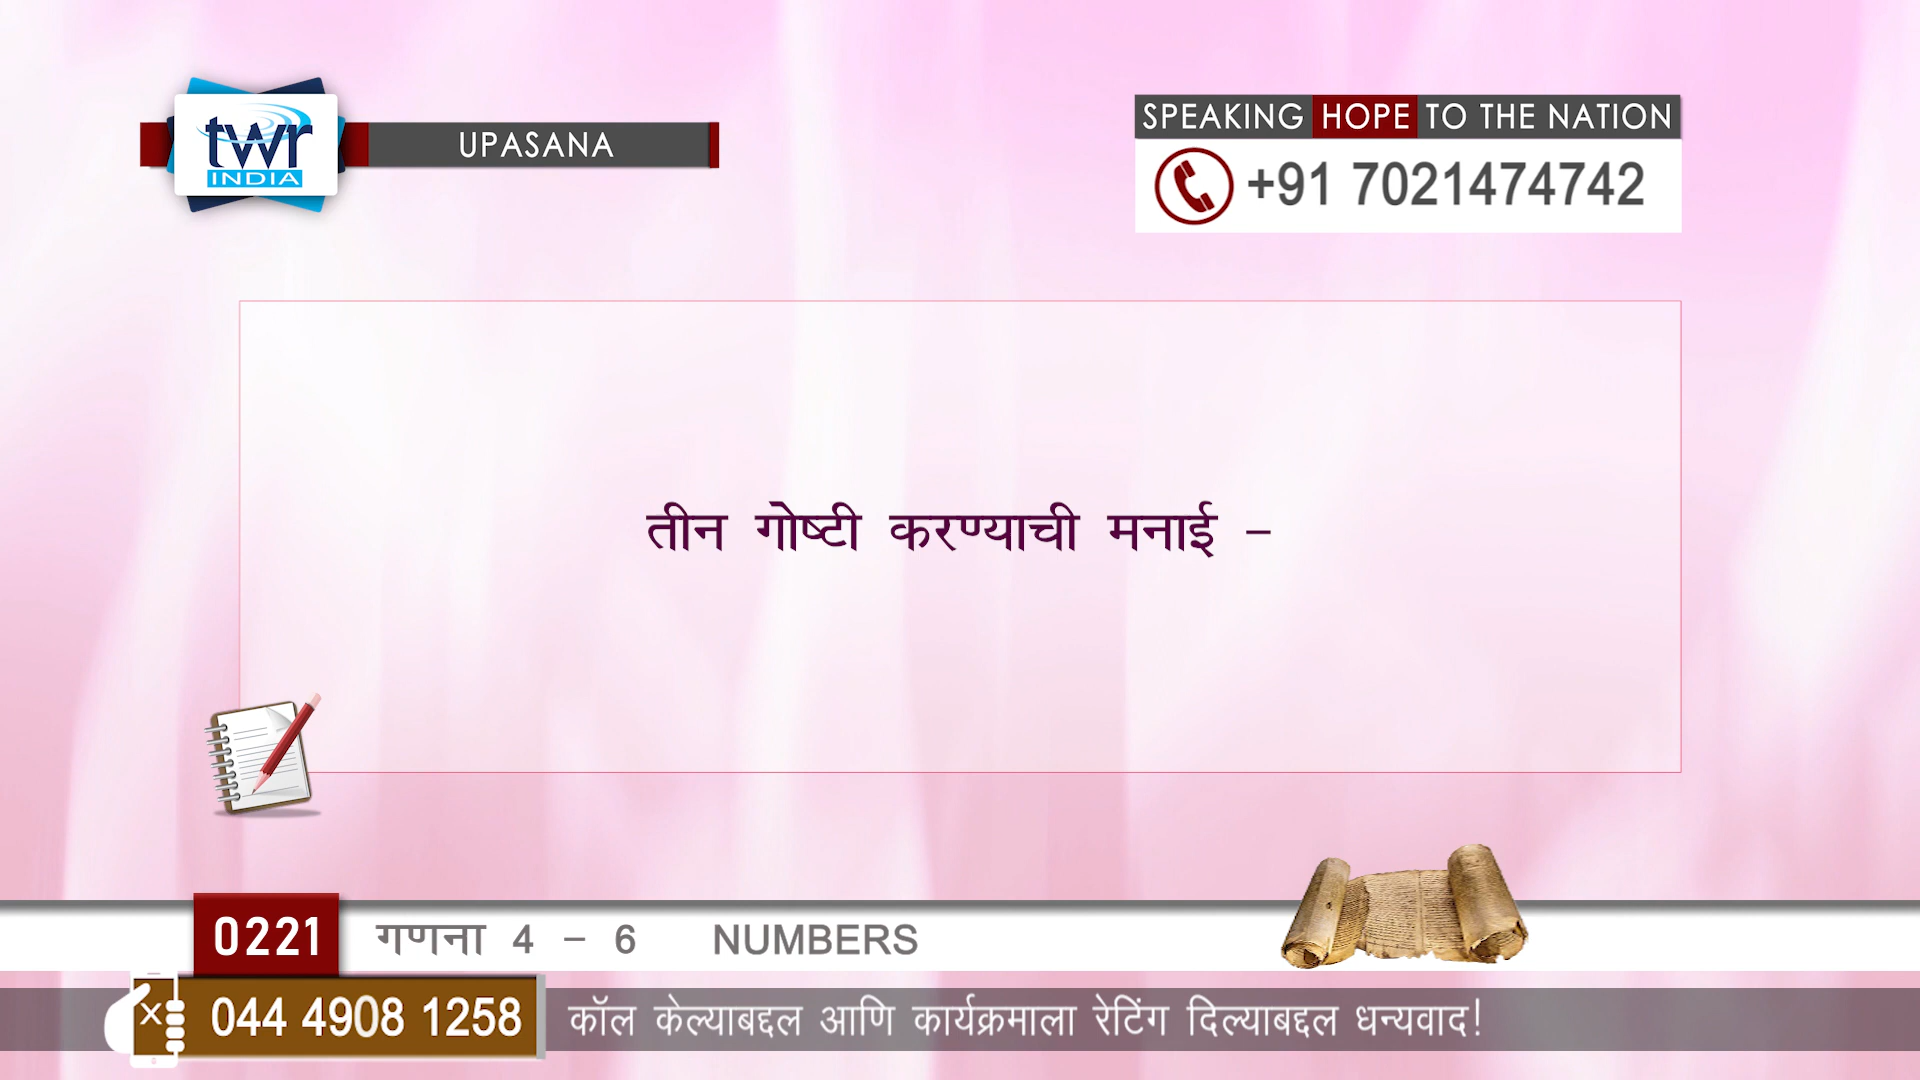 twr
INDIA
UPASANA
SPEAKING HOPE TO THE NATION
+91 7021474742
तीन गोष्टी करण्याची मनाई -
0221 गणना 4 - 6 NUMBERS
X 044 4908 1258 कॉल केल्याबद्दल आणि कार्यक्रमाला रेटिंग दिल्याबद्दल धन्यवाद!